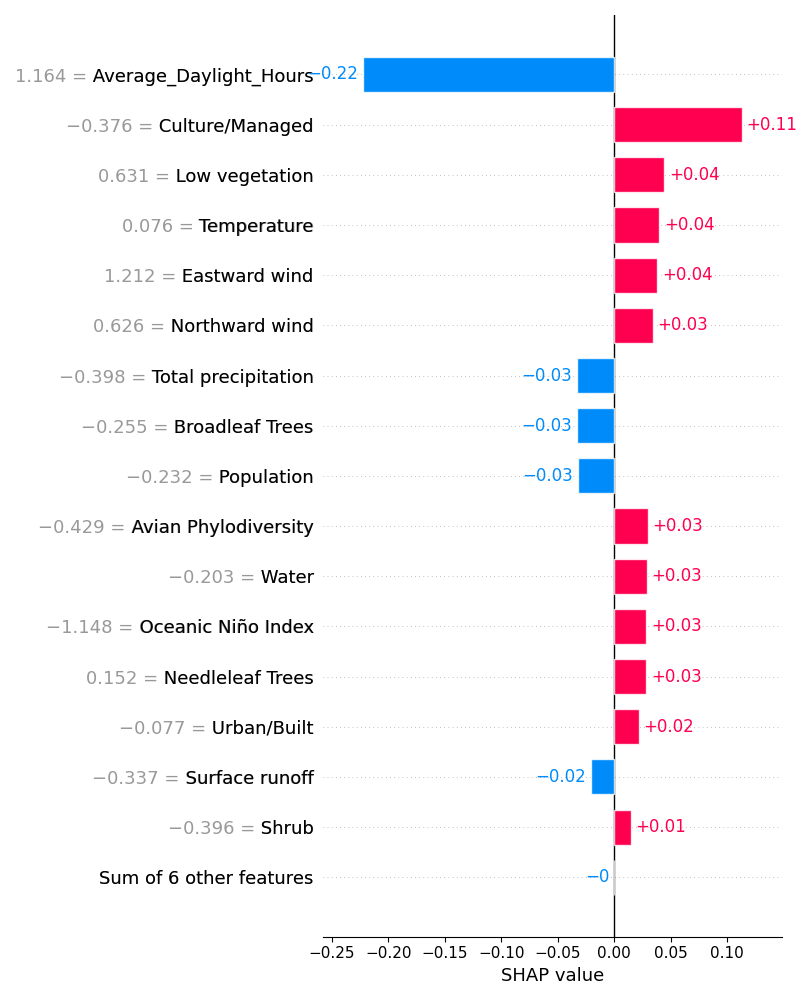 1.164 = Average_Daylight_Hours −0.22
−0.376 = Culture/Managed +0.11
0.631 = Low vegetation +0.04
0.076 = Temperature +0.04
1.212 = Eastward wind +0.04
0.626 = Northward wind +0.03
−0.398 = Total precipitation −0.03
−0.255 = Broadleaf Trees −0.03
−0.232 = Population −0.03
−0.429 = Avian Phylodiversity +0.03
−0.203 = Water +0.03
−1.148 = Oceanic Niño Index +0.03
0.152 = Needleleaf Trees +0.03
−0.077 = Urban/Built +0.02
−0.337 = Surface runoff −0.02
−0.396 = Shrub +0.01
Sum of 6 other features −0
−0.25 −0.20 −0.15 −0.10 −0.05 0.00 0.05 0.10
SHAP value